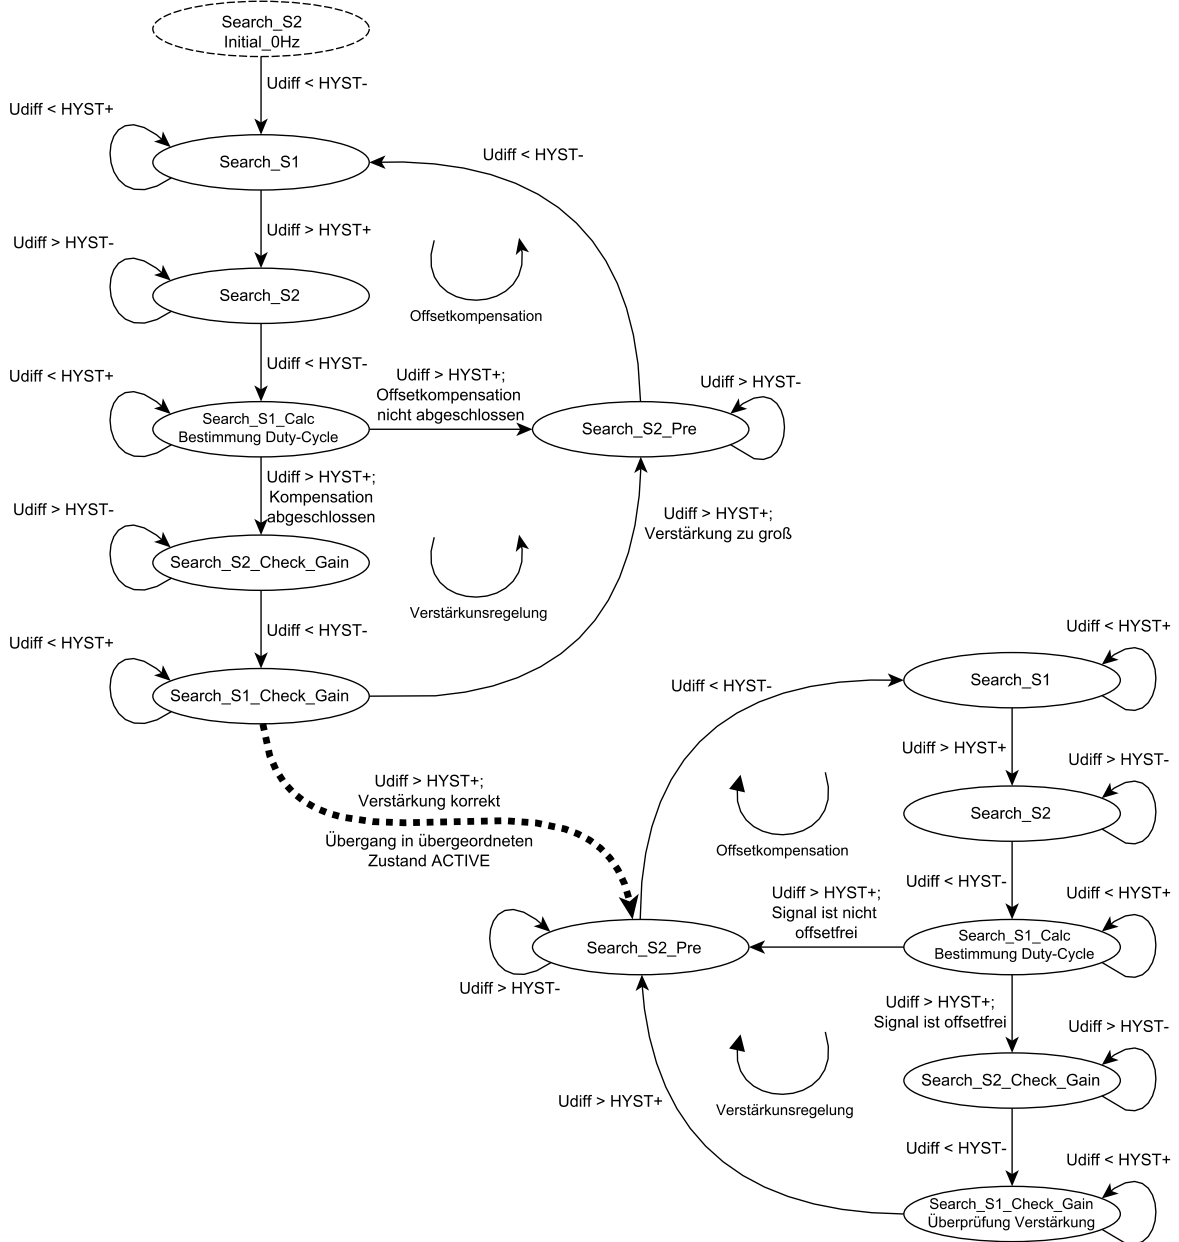 Search_S2
Initial_0Hz
Udiff < HYST-
Udiff < HYST+
Search_S1
Udiff < HYST-
Udiff > HYST+
Udiff > HYST-
Search_S2
Offsetkompensation
Udiff < HYST-
Udiff < HYST+
Search_S1_Calc
Bestimmung Duty-Cycle
Udiff > HYST+;
Offsetkompensation
nicht abgeschlossen
Udiff > HYST-
Search_S2_Pre
Udiff > HYST+;
Kompensation
abgeschlossen
Udiff > HYST-
Search_S2_Check_Gain
Udiff > HYST+;
Verstärkung zu groß
Verstärkunsregelung
Udiff < HYST-
Udiff < HYST+
Search_S1_Check_Gain
Udiff > HYST+;
Verstärkung korrekt
Übergang in übergeordneten
Zustand ACTIVE
Udiff < HYST-
Udiff < HYST+
Search_S1
Udiff > HYST+
Udiff > HYST-
Search_S2
Offsetkompensation
Udiff < HYST-
Udiff < HYST+
Udiff > HYST+;
Signal ist nicht
offsetfrei
Search_S2_Pre
Udiff > HYST-
Search_S1_Calc
Bestimmung Duty-Cycle
Udiff > HYST+;
Signal ist offsetfrei
Udiff > HYST-
Search_S2_Check_Gain
Udiff > HYST+
Verstärkunsregelung
Udiff < HYST-
Udiff < HYST+
Search_S1_Check_Gain
Überprüfung Verstärkung